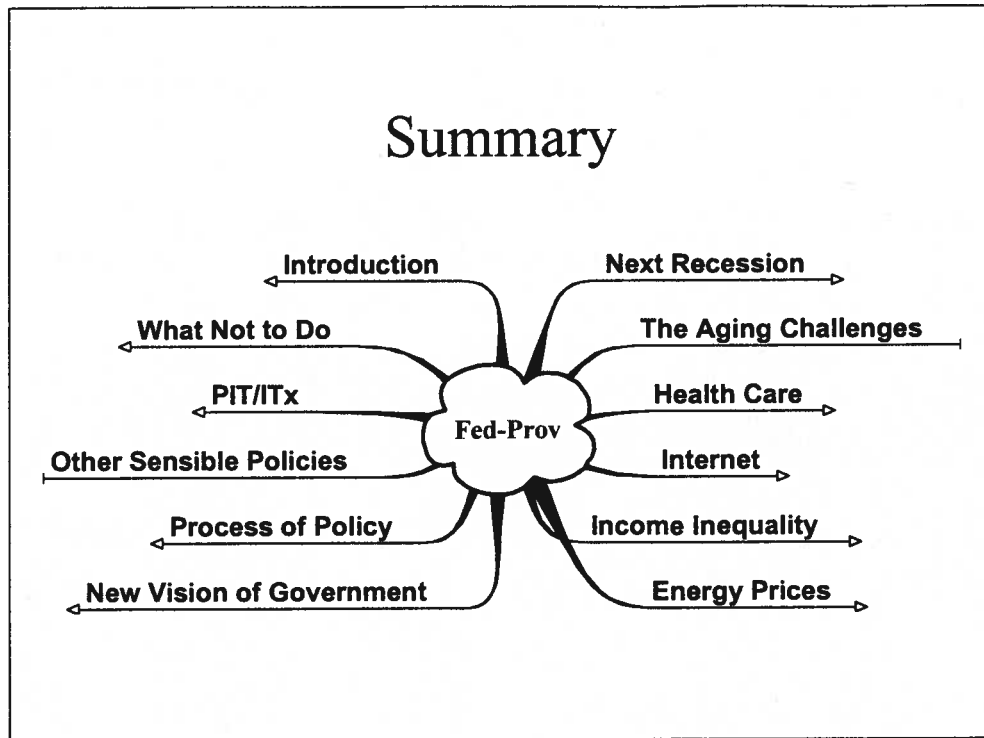 Summary
Introduction
Next Recession
What Not to Do
The Aging Challenges
PIT/ITx
Health Care
Fed-Prov
Other Sensible Policies
Internet
Process of Policy
Income Inequality
New Vision of Government
Energy Prices